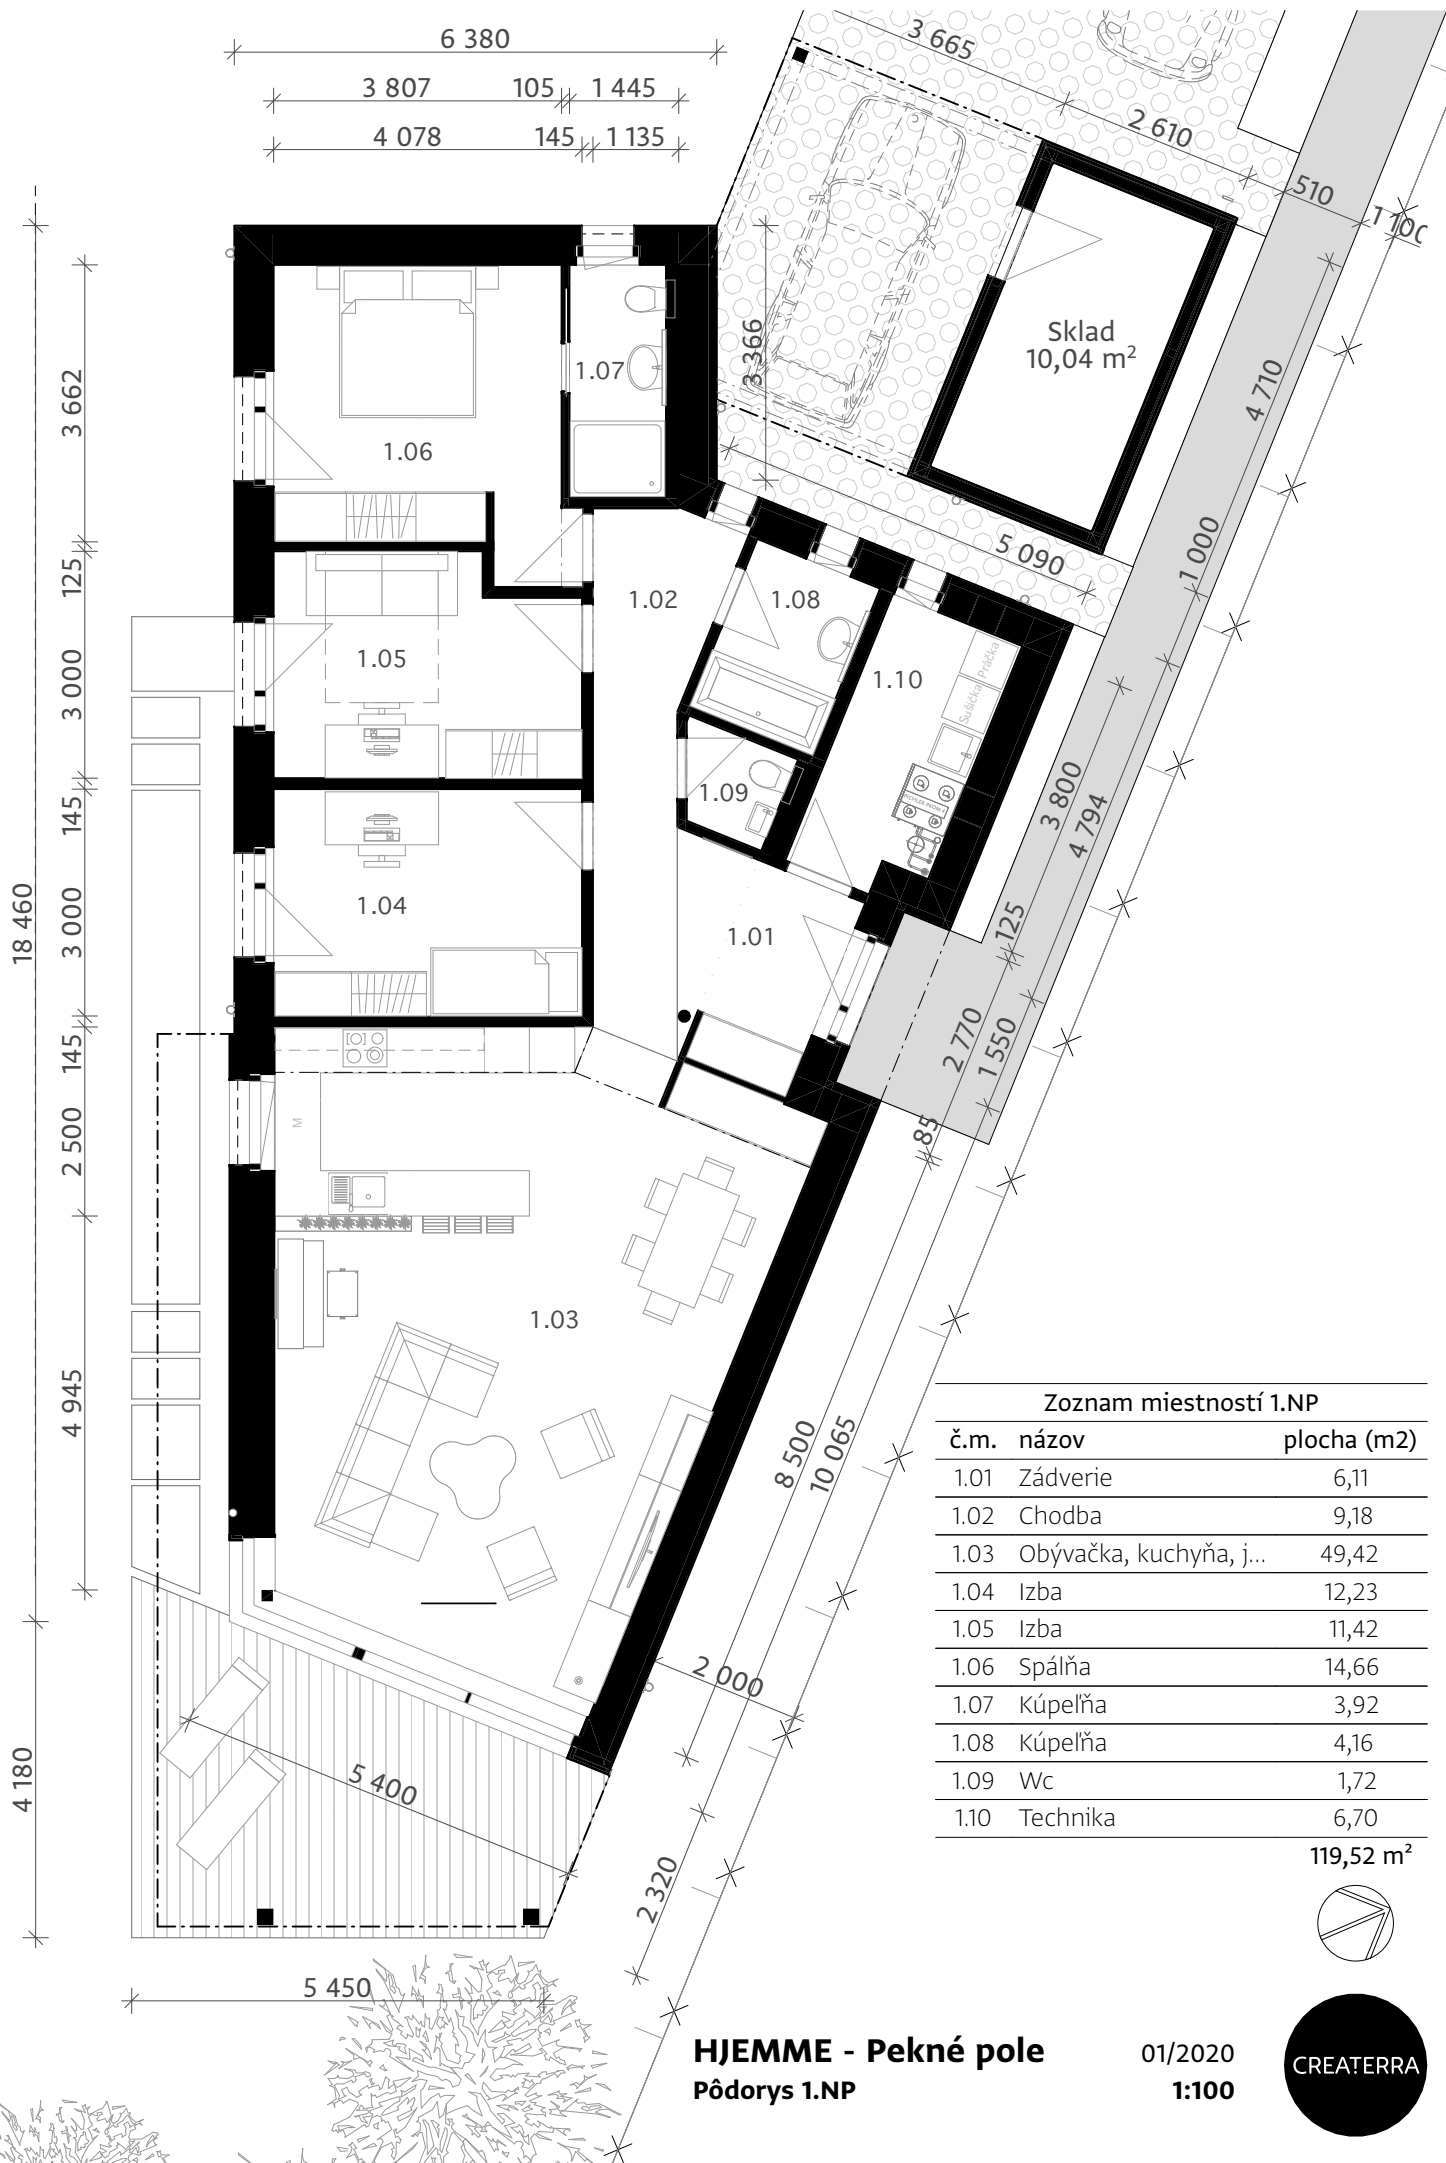 6 380
3 807 105 1 445
4 078 145 1 135
3 665
2 610
510
1 100
Sklad
10,04 m²
4 710
3 366
1.07
3 662
1.06
5 090
1 000
125
1.02
1.08
1.05
1.10
Práčka
Sušička
3 000
1.09
3 800
4 794
145
1.04
1.01
3 000
18 460
125
2 770
1 550
145
M
2 500
85
1.03
4 945
8 500
10 065
2 000
5 400
4 180
2 320
5 450
Zoznam miestností 1.NP
č.m. názov plocha (m2)
1.01 Zádverie 6,11
1.02 Chodba 9,18
1.03 Obývačka, kuchyňa, j... 49,42
1.04 Izba 12,23
1.05 Izba 11,42
1.06 Spálňa 14,66
1.07 Kúpeľňa 3,92
1.08 Kúpeľňa 4,16
1.09 Wc 1,72
1.10 Technika 6,70
119,52 m²
HJEMME - Pekné pole 01/2020
Pôdorys 1.NP 1:100
CREATERRA